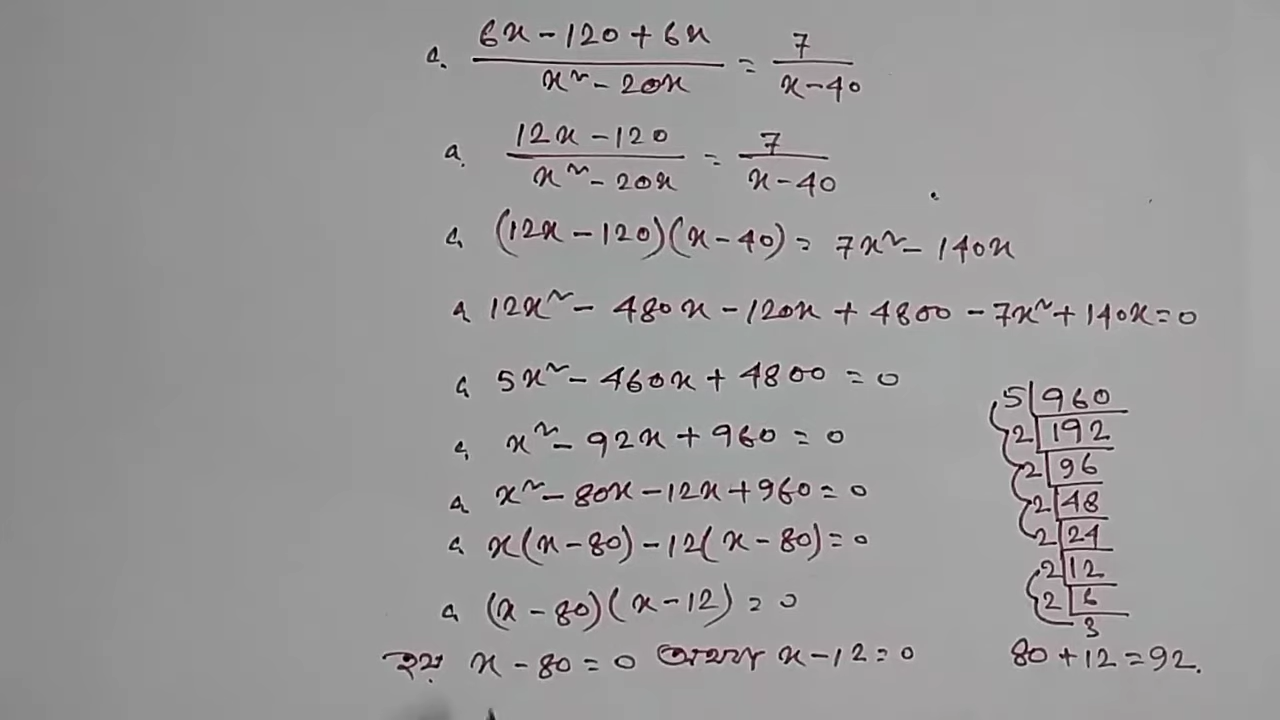 বা, (6x - 120 + 6x)/(x² - 20x) = 7/(x - 40)
বা, (12x - 120)/(x² - 20x) = 7/(x - 40)
বা, (12x - 120)(x - 40) = 7x² - 140x
বা, 12x² - 480x - 120x + 4800 - 7x² + 140x = 0
বা, 5x² - 460x + 4800 = 0
বা, x² - 92x + 960 = 0
বা, x² - 80x - 12x + 960 = 0
বা, x(x - 80) - 12(x - 80) = 0
বা, (x - 80)(x - 12) = 0
হয়, x - 80 = 0 অথবা x - 12 = 0
5|960
2|192
2|96
2|48
2|24
2|12
2|6
3
80 + 12 = 92.